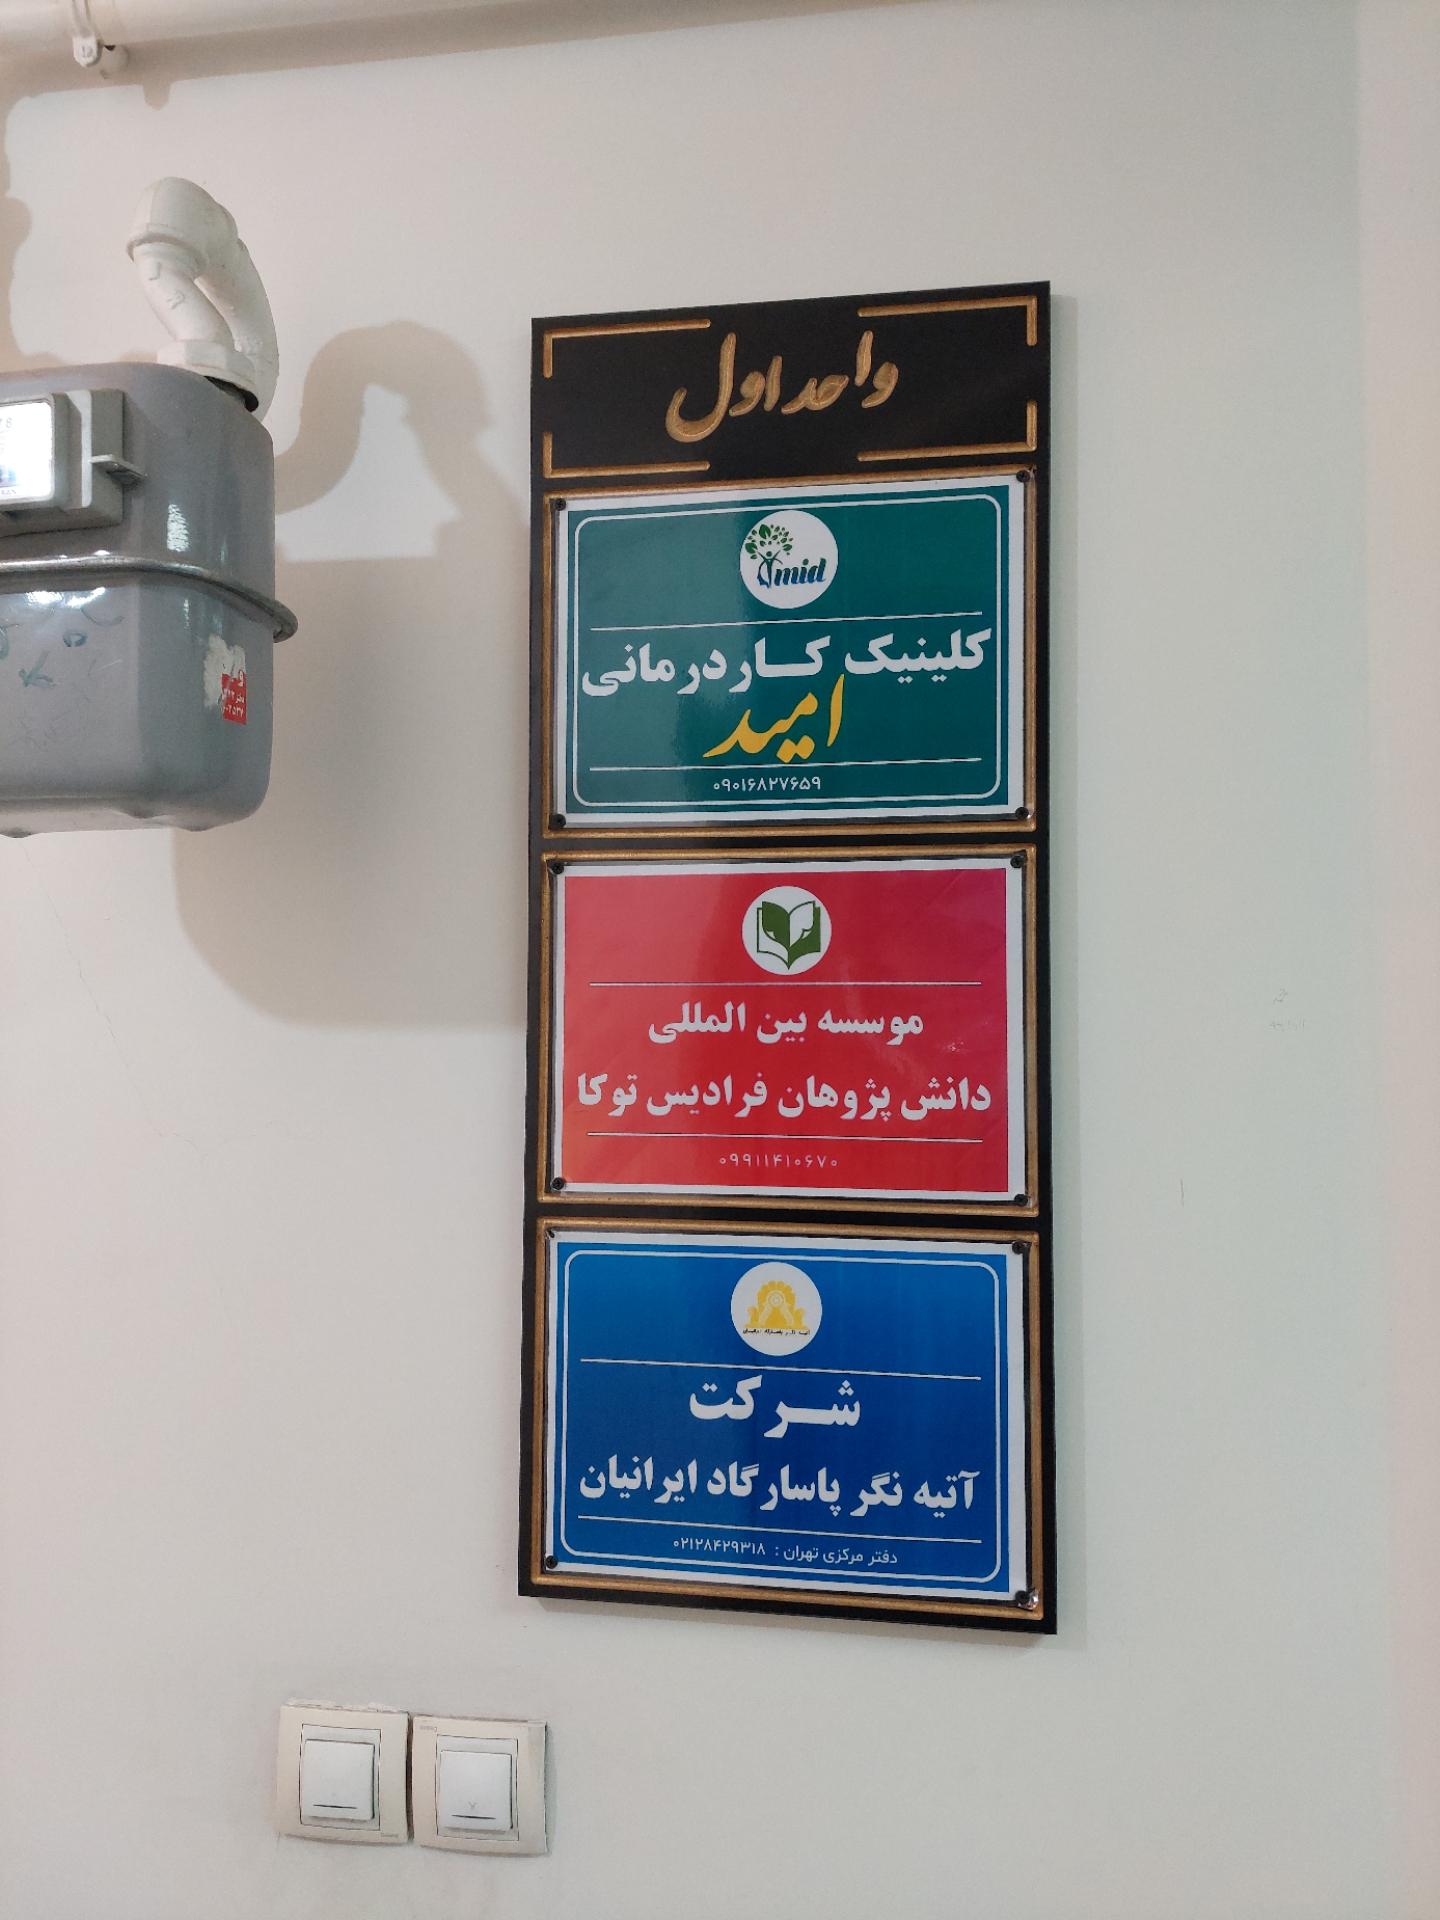 واحد اول
mid
کلینیک کاردرمانی
امید
۰۹۰۱۶۸۲۷۶۵۹
موسسه بین المللی
دانش پژوهان فرادیس توکا
۰۹۹۱۱۴۱۰۶۷۰
شرکت
آتیه نگر پاسارگاد ایرانیان
دفتر مرکزی تهران : ۰۲۱۲۸۴۲۹۳۱۸